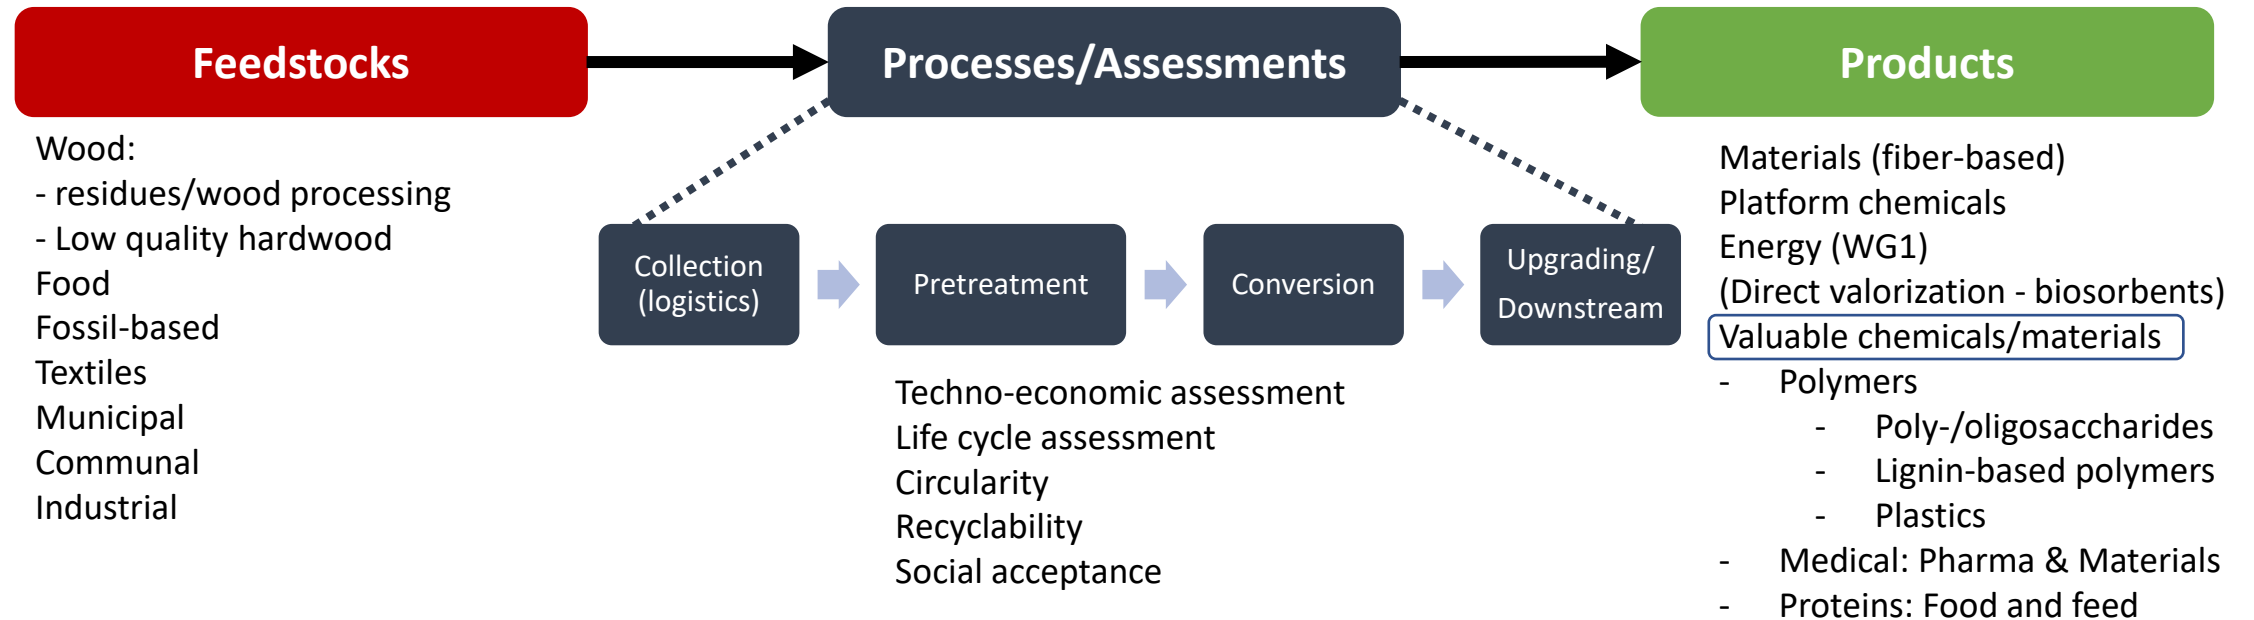 Feedstocks
Processes/Assessments
Products
Wood:
- residues/wood processing
- Low quality hardwood
Food
Fossil-based
Textiles
Municipal
Communal
Industrial
Collection
(logistics)
Pretreatment
Conversion
Upgrading/
Downstream
Techno-economic assessment
Life cycle assessment
Circularity
Recyclability
Social acceptance
Materials (fiber-based)
Platform chemicals
Energy (WG1)
(Direct valorization - biosorbents)
Valuable chemicals/materials
- Polymers
- Poly-/oligosaccharides
- Lignin-based polymers
- Plastics
- Medical: Pharma & Materials
- Proteins: Food and feed